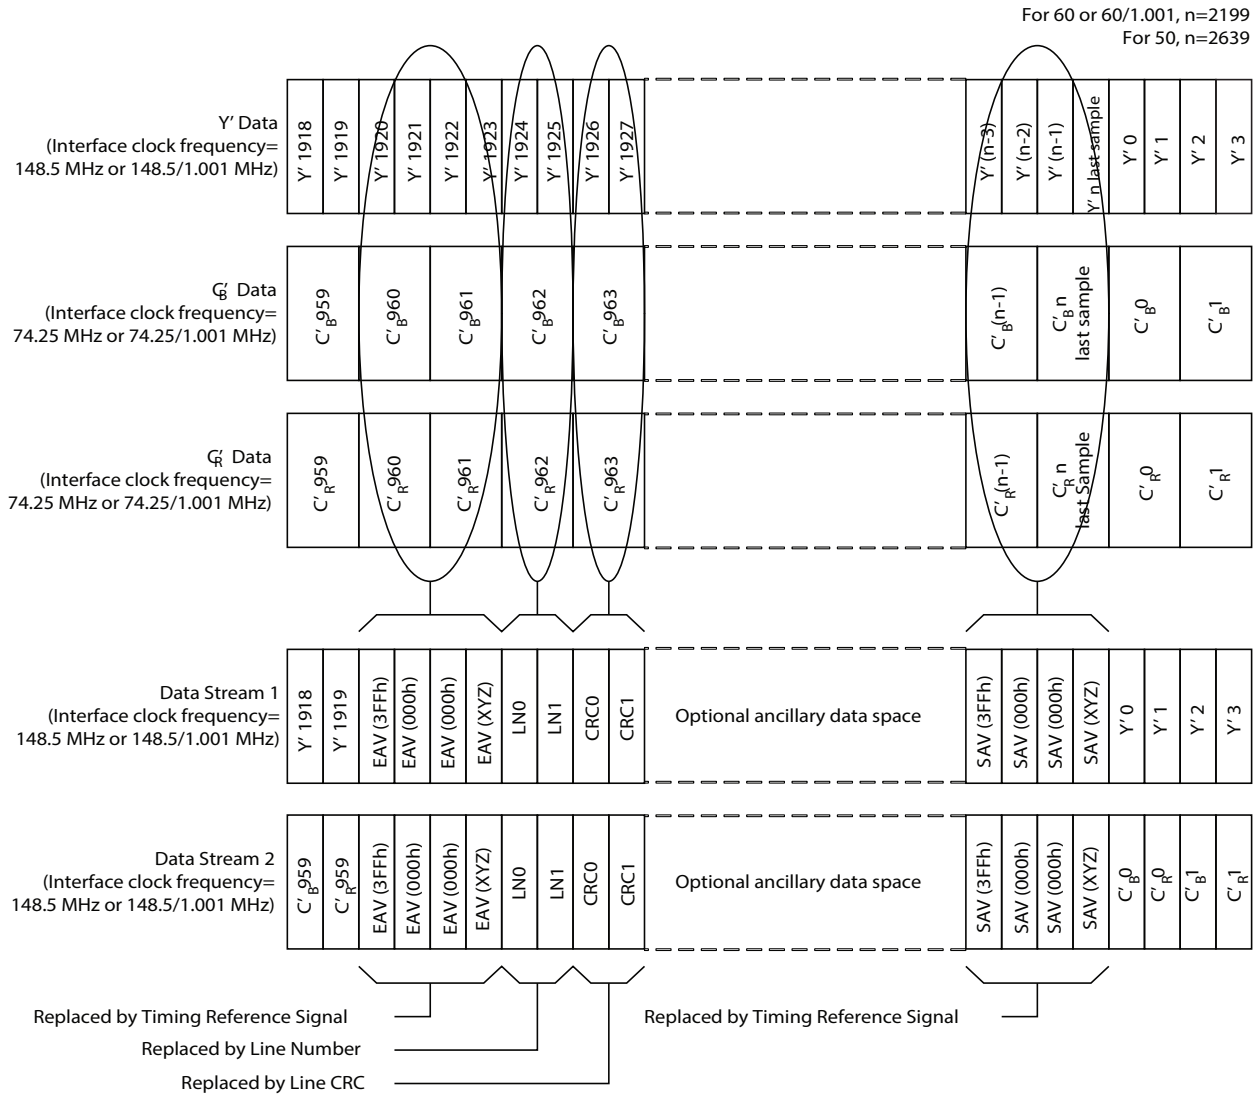 For 60 or 60/1.001, n=2199
For 50, n=2639
Y' Data
(Interface clock frequency=
148.5 MHz or 148.5/1.001 MHz)
Y' 1918
Y' 1919
Y' 1920
Y' 1921
Y' 1922
Y' 1923
Y' 1924
Y' 1925
Y' 1926
Y' 1927
Y' (n-3)
Y' (n-2)
Y' (n-1)
Y' n last sample
Y' 0
Y' 1
Y' 2
Y' 3
C'B Data
(Interface clock frequency=
74.25 MHz or 74.25/1.001 MHz)
C'B959
C'B960
C'B961
C'B962
C'B963
C'B(n-1)
C'B n
last sample
C'B0
C'B1
C'R Data
(Interface clock frequency=
74.25 MHz or 74.25/1.001 MHz)
C'R959
C'R960
C'R961
C'R962
C'R963
C'R(n-1)
C'R n
last Sample
C'R0
C'R1
Data Stream 1
(Interface clock frequency=
148.5 MHz or 148.5/1.001 MHz)
Y' 1918
Y' 1919
EAV (3FFh)
EAV (000h)
EAV (000h)
EAV (XYZ)
LN0
LN1
CRC0
CRC1
Optional ancillary data space
SAV (3FFh)
SAV (000h)
SAV (000h)
SAV (XYZ)
Y' 0
Y' 1
Y' 2
Y' 3
Data Stream 2
(Interface clock frequency=
148.5 MHz or 148.5/1.001 MHz)
C'B959
C'R959
EAV (3FFh)
EAV (000h)
EAV (000h)
EAV (XYZ)
LN0
LN1
CRC0
CRC1
Optional ancillary data space
SAV (3FFh)
SAV (000h)
SAV (000h)
SAV (XYZ)
C'B0
C'R0
C'B1
C'R1
Replaced by Timing Reference Signal
Replaced by Timing Reference Signal
Replaced by Line Number
Replaced by Line CRC